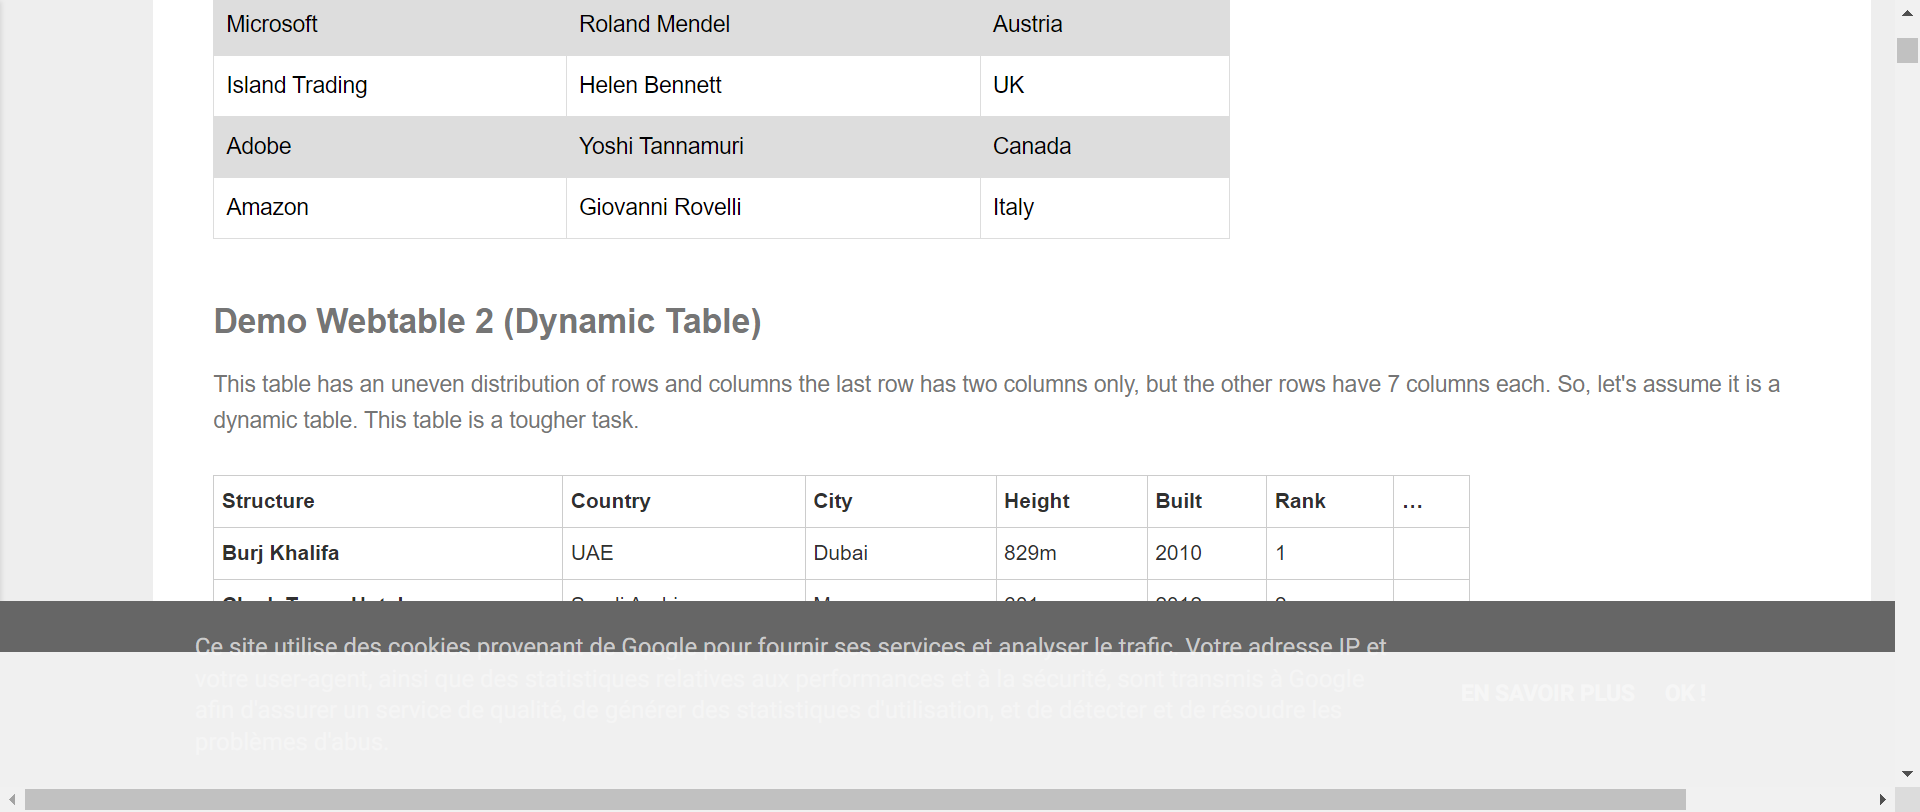 Microsoft Roland Mendel Austria
Island Trading Helen Bennett UK
Adobe Yoshi Tannamuri Canada
Amazon Giovanni Rovelli Italy
Demo Webtable 2 (Dynamic Table)
This table has an uneven distribution of rows and columns the last row has two columns only, but the other rows have 7 columns each. So, let's assume it is a
dynamic table. This table is a tougher task.
Structure Country City Height Built Rank ...
Burj Khalifa UAE Dubai 829m 2010 1
Ce site utilise des cookies provenant de Google pour fournir ses services et analyser le trafic. Votre adresse IP et
votre user-agent, ainsi que des statistiques relatives aux performances et à la sécurité, sont transmis à Google
afin d'assurer un service de qualité, de générer des statistiques d'utilisation, et de détecter et de résoudre les
problèmes d'abus.
EN SAVOIR PLUS OK !